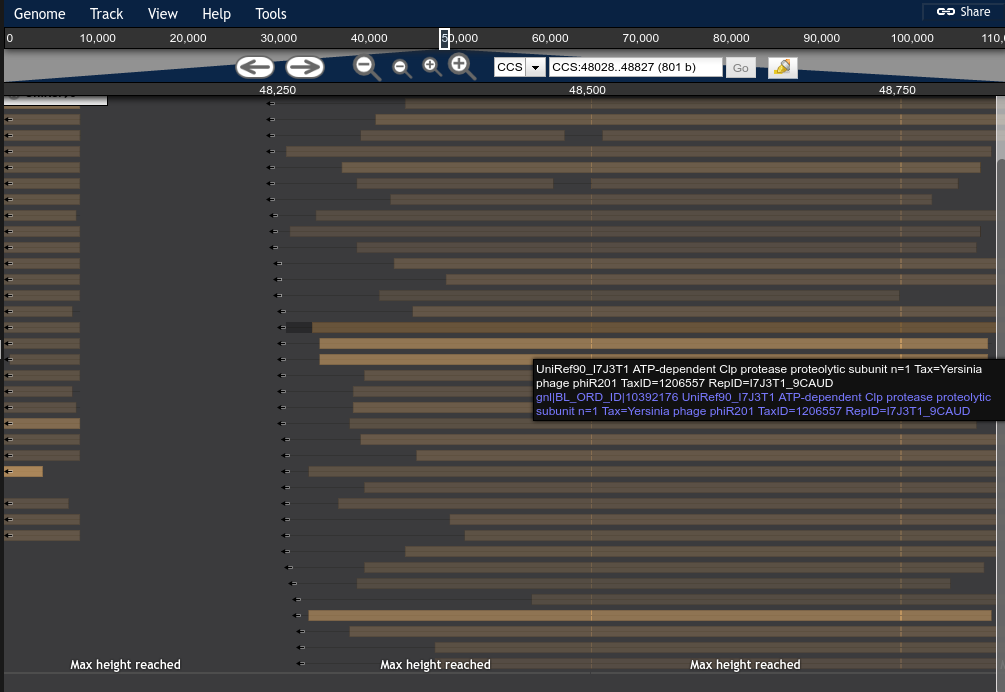 Genome Track View Help Tools Share
0 10,000 20,000 30,000 40,000 50,000 60,000 70,000 80,000 90,000 100,000 110,0
CCS CCS:48028..48827 (801 b) Go
48,250 48,500 48,750
UniRef90_I7J3T1 ATP-dependent Clp protease proteolytic subunit n=1 Tax=Yersinia
phage phiR201 TaxID=1206557 RepID=I7J3T1_9CAUD
gnl|BL_ORD_ID|10392176 UniRef90_I7J3T1 ATP-dependent Clp protease proteolytic
subunit n=1 Tax=Yersinia phage phiR201 TaxID=1206557 RepID=I7J3T1_9CAUD
Max height reached Max height reached Max height reached